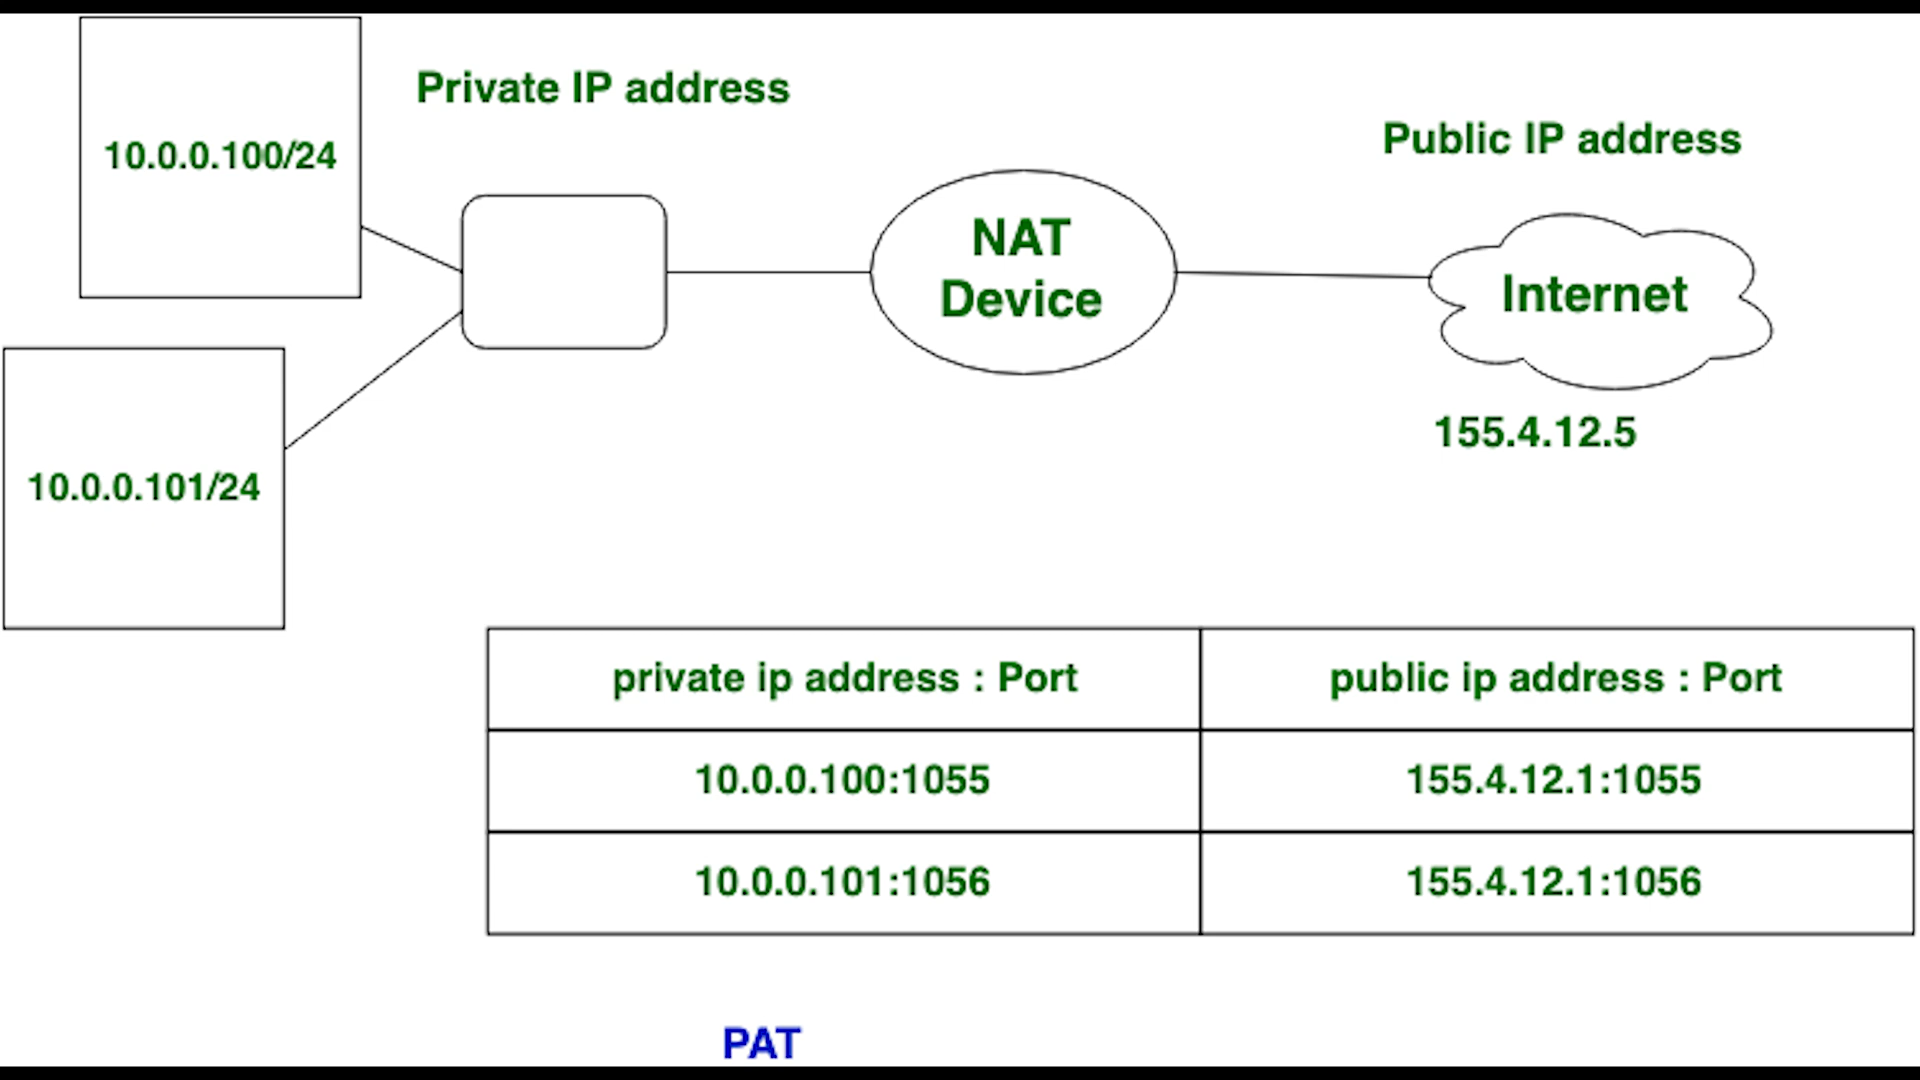 10.0.0.100/24
Private IP address
Public IP address
NAT
Device
Internet
155.4.12.5
10.0.0.101/24
private ip address : Port
public ip address : Port
10.0.0.100:1055
155.4.12.1:1055
10.0.0.101:1056
155.4.12.1:1056
PAT